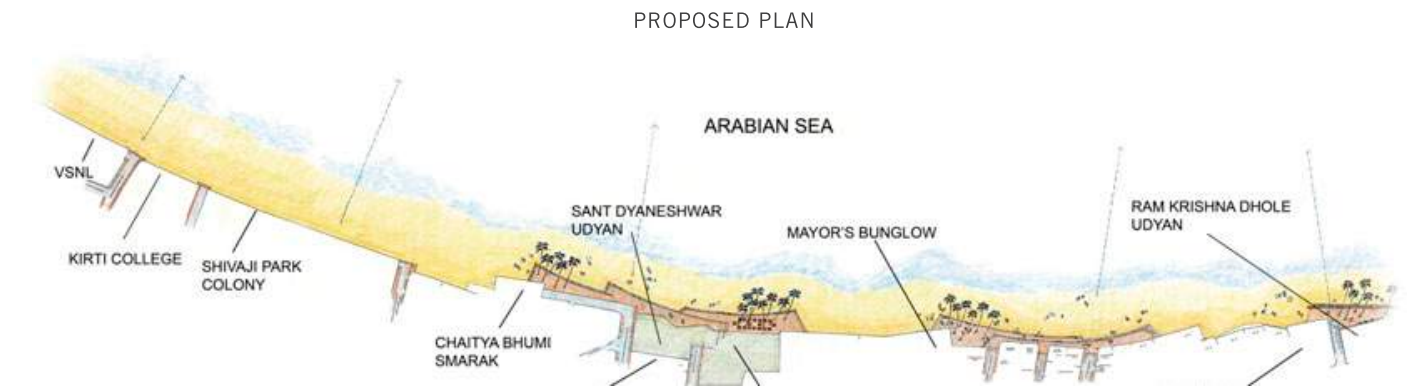 PROPOSED PLAN
ARABIAN SEA
VSNL
KIRTI COLLEGE
SHIVAJI PARK
COLONY
SANT DYANESHWAR
UDYAN
MAYOR'S BUNGLOW
RAM KRISHNA DHOLE
UDYAN
CHAITYA BHUMI
SMARAK